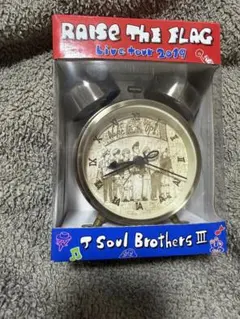 RAISE THE FLAG
Live tour 2019
J Soul Brothers III